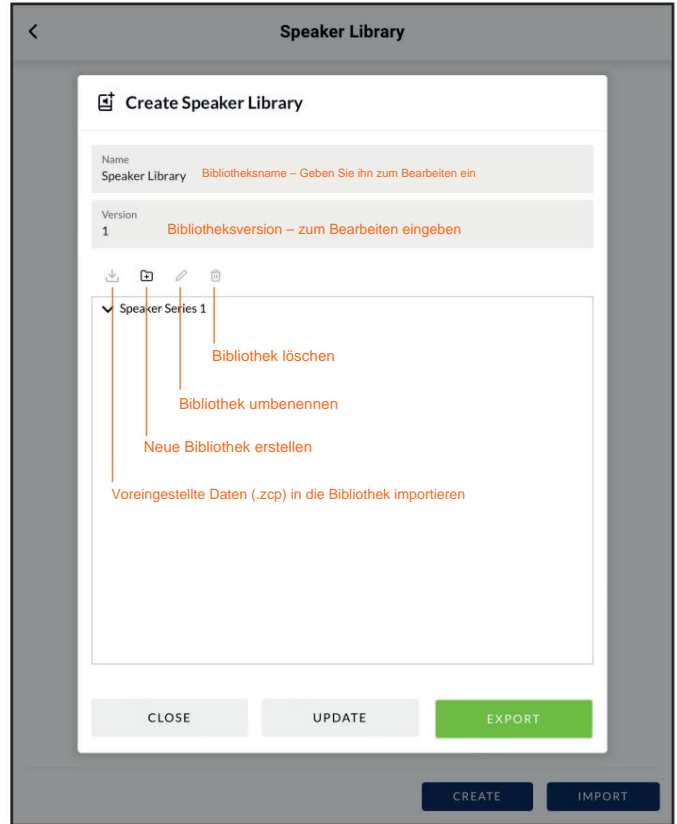 Speaker Library
Create Speaker Library
Name
Speaker Library Bibliotheksname – Geben Sie ihn zum Bearbeiten ein
Version
1 Bibliotheksversion – zum Bearbeiten eingeben
Speaker Series 1
Bibliothek löschen
Bibliothek umbenennen
Neue Bibliothek erstellen
Voreingestellte Daten (.zcp) in die Bibliothek importieren
CLOSE UPDATE EXPORT
CREATE IMPORT